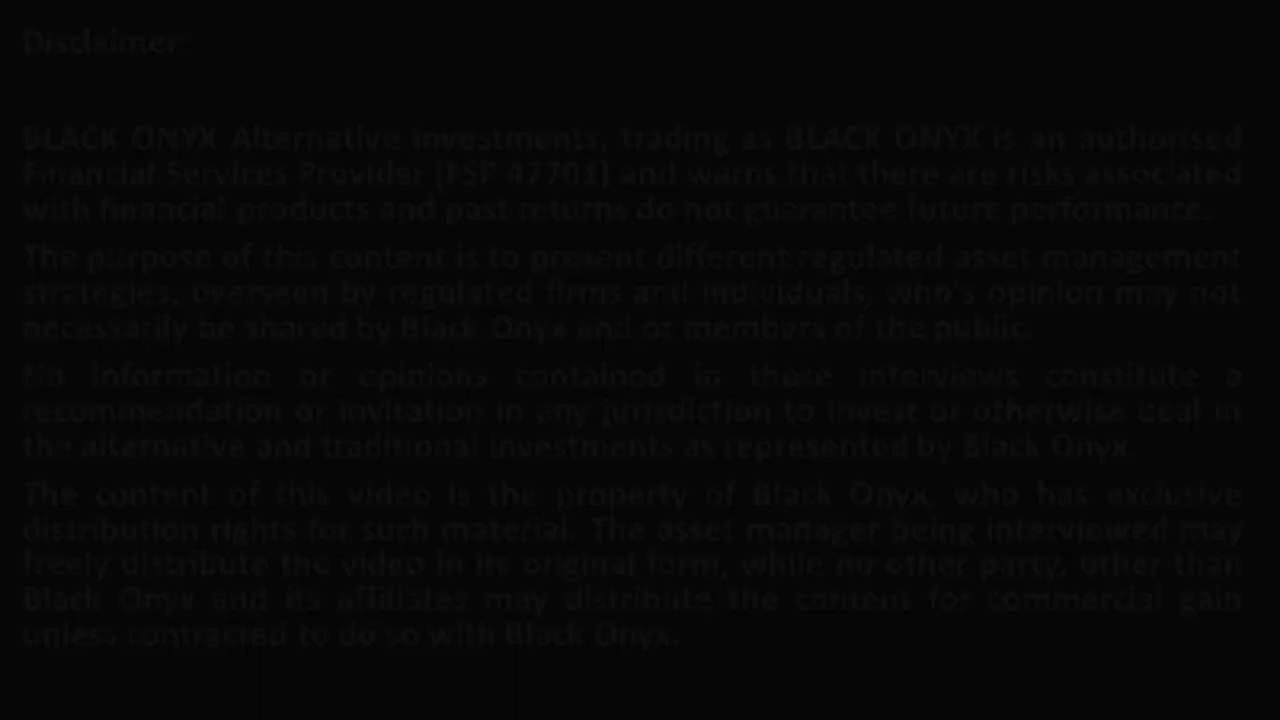 Disclaimer:
BLACK ONYX Alternative Investments, trading as BLACK ONYX is an authorised
Financial Services Provider (FSP 47701) and warns that there are risks associated
with financial products and past returns do not guarantee future performance.
The purpose of this content is to present different regulated asset management
strategies, overseen by regulated firms and individuals, who's opinion may not
necessarily be shared by Black Onyx and or members of the public.
No information or opinions contained in these interviews constitute a
recommendation or invitation in any jurisdiction to invest or otherwise deal in
the alternative and traditional investments as represented by Black Onyx.
The content of this video is the property of Black Onyx, who has exclusive
distribution rights for such material. The asset manager being interviewed may
freely distribute the video in its original form, while no other party, other than
Black Onyx and its affiliates may distribute the content for commercial gain
unless contracted to do so with Black Onyx.